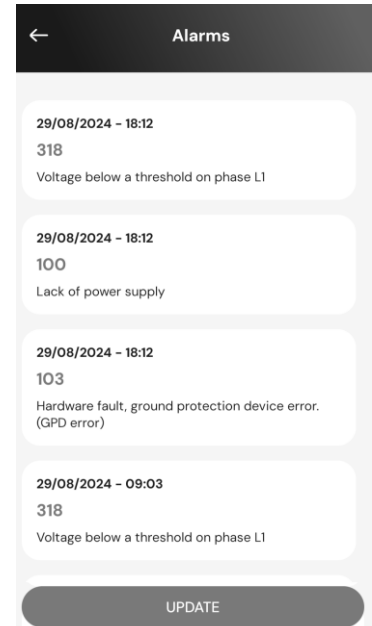 Alarms
29/08/2024 - 18:12
318
Voltage below a threshold on phase L1
29/08/2024 - 18:12
100
Lack of power supply
29/08/2024 - 18:12
103
Hardware fault, ground protection device error.
(GPD error)
29/08/2024 - 09:03
318
Voltage below a threshold on phase L1
UPDATE